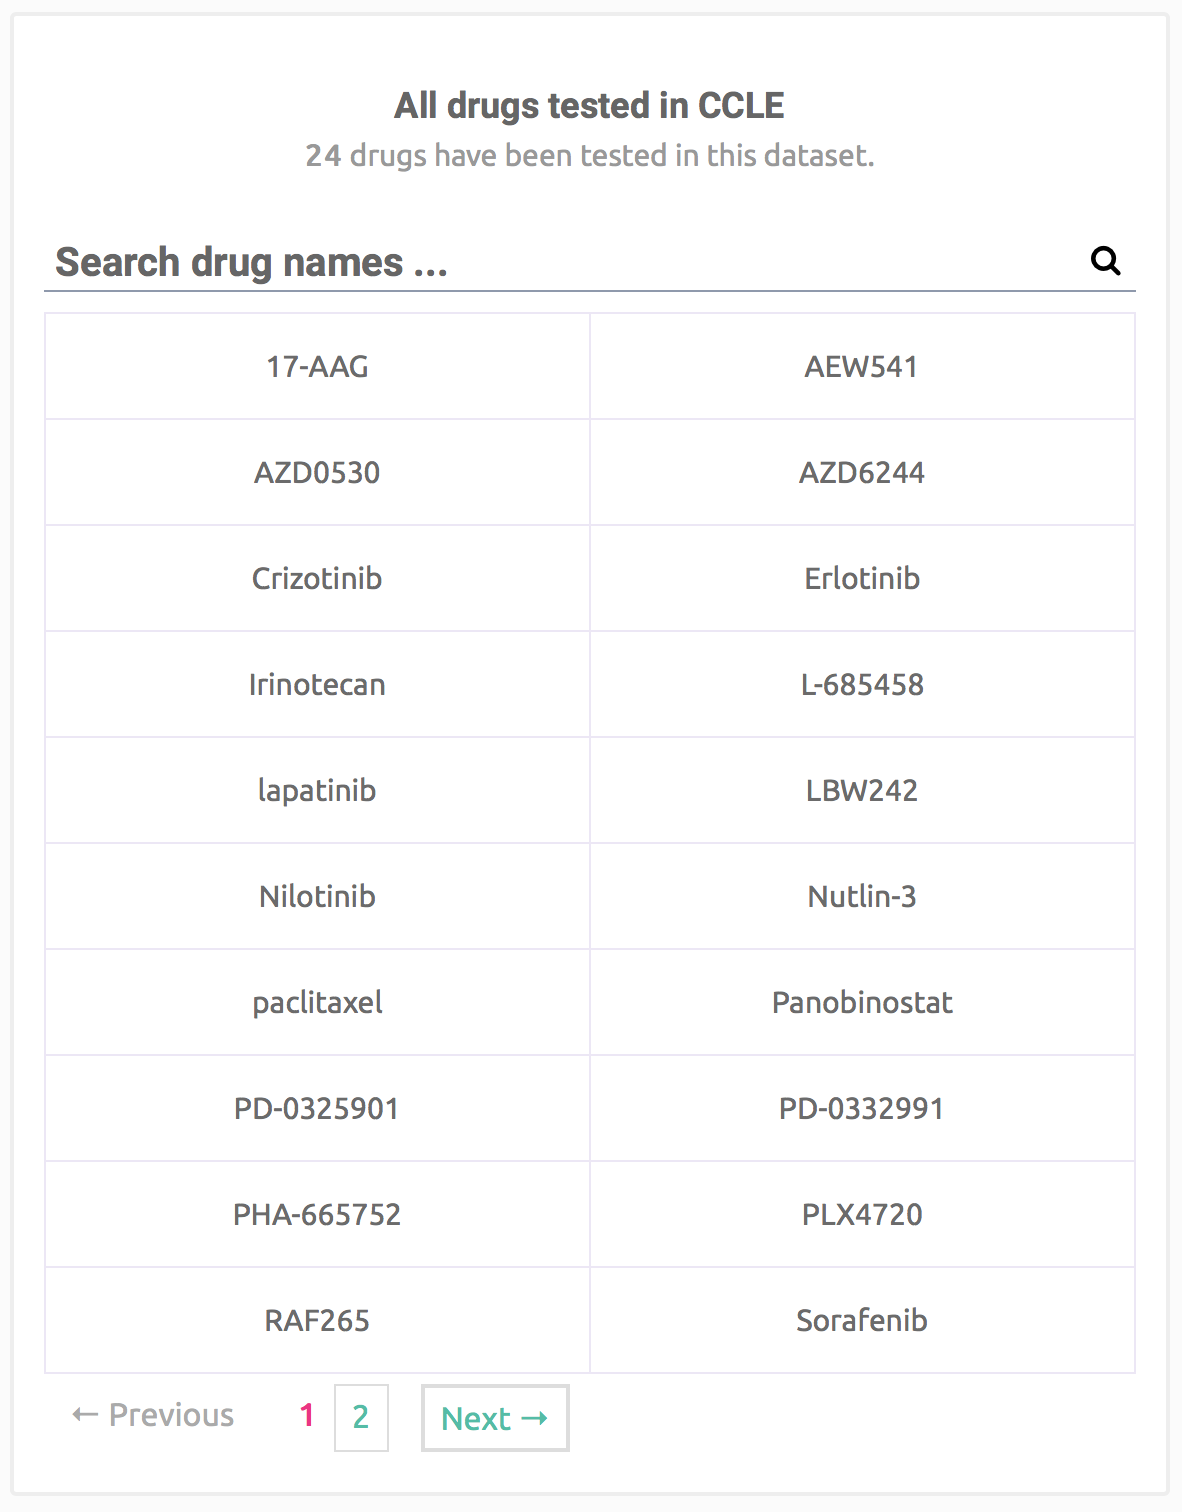 All drugs tested in CCLE
24 drugs have been tested in this dataset.
Search drug names ...
17-AAG AEW541
AZD0530 AZD6244
Crizotinib Erlotinib
Irinotecan L-685458
lapatinib LBW242
Nilotinib Nutlin-3
paclitaxel Panobinostat
PD-0325901 PD-0332991
PHA-665752 PLX4720
RAF265 Sorafenib
← Previous 1 2 Next →